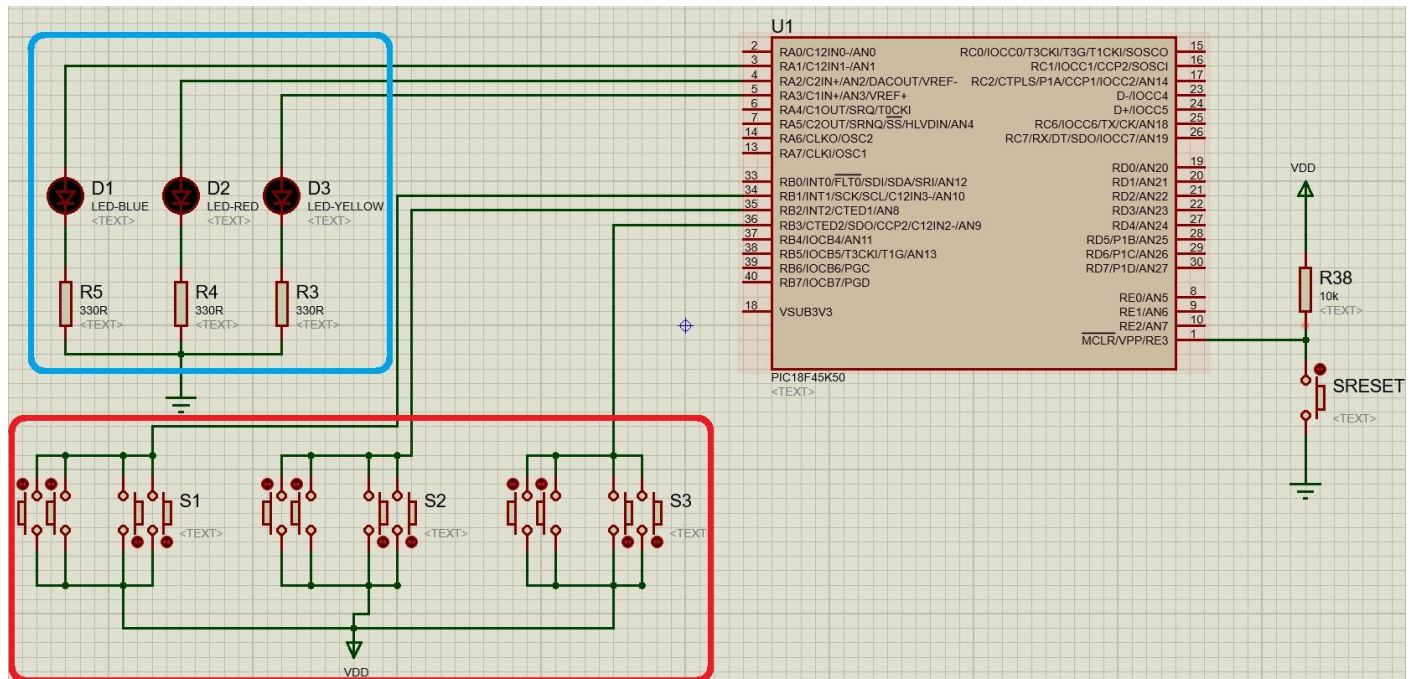 U1
2
3
4
5
6
7
14
13
RA0/C12IN0-/AN0
RA1/C12IN1-/AN1
RA2/C2IN+/AN2/DACOUT/VREF-
RA3/C1IN+/AN3/VREF+
RA4/C1OUT/SRQ/T0CKI
RA5/C2OUT/SRNQ/SS/HLVDIN/AN4
RA6/CLKO/OSC2
RA7/CLKI/OSC1
33
34
35
36
37
38
39
40
RB0/INT0/FLT0/SDI/SDA/SRI/AN12
RB1/INT1/SCK/SCL/C12IN3-/AN10
RB2/INT2/CTED1/AN8
RB3/CTED2/SDO/CCP2/C12IN2-/AN9
RB4/IOCB4/AN11
RB5/IOCB5/T3CKI/T1G/AN13
RB6/IOCB6/PGC
RB7/IOCB7/PGD
18
VSUB3V3
RC0/IOCC0/T3CKI/T3G/T1CKI/SOSCO
RC1/IOCC1/CCP2/SOSCI
RC2/CTPLS/P1A/CCP1/IOCC2/AN14
D-/IOCC4
D+/IOCC5
RC6/IOCC6/TX/CK/AN18
RC7/RX/DT/SDO/IOCC7/AN19
15
16
17
23
24
25
26
RD0/AN20
RD1/AN21
RD2/AN22
RD3/AN23
RD4/AN24
RD5/P1B/AN25
RD6/P1C/AN26
RD7/P1D/AN27
19
20
21
22
27
28
29
30
RE0/AN5
RE1/AN6
RE2/AN7
MCLR/VPP/RE3
8
9
10
1
PIC18F45K50
<TEXT>
D1
LED-BLUE
<TEXT>
D2
LED-RED
<TEXT>
D3
LED-YELLOW
<TEXT>
R5
330R
<TEXT>
R4
330R
<TEXT>
R3
330R
<TEXT>
VDD
R38
10k
<TEXT>
SRESET
<TEXT>
S1
<TEXT>
S2
<TEXT>
S3
<TEXT>
VDD